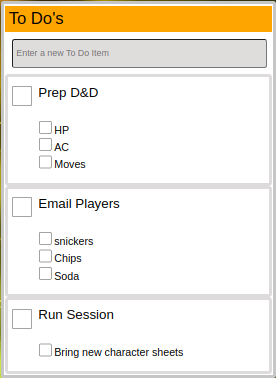 To Do's
Enter a new To Do Item
Prep D&D
HP
AC
Moves
Email Players
snickers
Chips
Soda
Run Session
Bring new character sheets